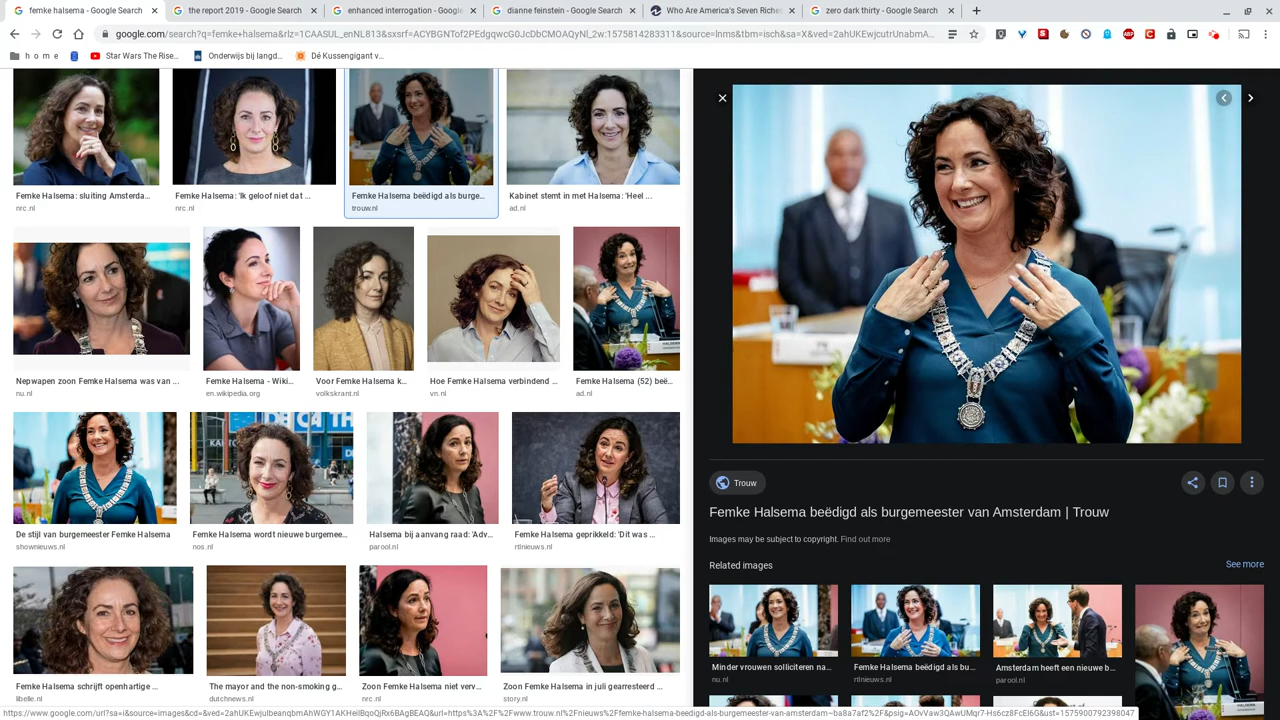 femke halsema - Google Search
the report 2019 - Google Search
enhanced interrogation - Google
dianne feinstein - Google Search
Who Are America's Seven Riches
zero dark thirty - Google Search
google.com/search?q=femke+halsema&rlz=1CAASUL_enNL813&sxsrf=ACYBGNTof2PEdgqwcG0JcDbCMOAQyNl_2w:1575814283311&source=lnms&tbm=isch&sa=X&ved=2ahUKEwjcutrUnabmA...
h o m e
Star Wars The Rise...
Onderwijs bij langd...
Dé Kussengigant v...
Femke Halsema: sluiting Amsterda...
nrc.nl
Femke Halsema: 'Ik geloof niet dat ...
nrc.nl
Femke Halsema beëdigd als burge...
trouw.nl
Kabinet stemt in met Halsema: 'Heel ...
ad.nl
Nepwapen zoon Femke Halsema was van ...
nu.nl
Femke Halsema - Wiki...
en.wikipedia.org
Voor Femke Halsema k...
volkskrant.nl
Hoe Femke Halsema verbindend ...
vn.nl
Femke Halsema (52) beë...
ad.nl
De stijl van burgemeester Femke Halsema
shownieuws.nl
Femke Halsema wordt nieuwe burgemee...
nos.nl
Halsema bij aanvraag raad: 'Adv...
parool.nl
Femke Halsema geprikkeld: 'Dit was ...
rtlnieuws.nl
Femke Halsema schrijft openhartige ...
libelle.nl
The mayor and the non-smoking g...
dutchnews.nl
Zoon Femke Halsema niet verv...
nrc.nl
Zoon Femke Halsema in juli gearresteerd ...
story.nl
Trouw
Femke Halsema beëdigd als burgemeester van Amsterdam | Trouw
Images may be subject to copyright. Find out more
Related images
See more
Minder vrouwen solliciteren na...
nu.nl
Femke Halsema beëdigd als bu...
rtlnieuws.nl
Amsterdam heeft een nieuwe b...
parool.nl